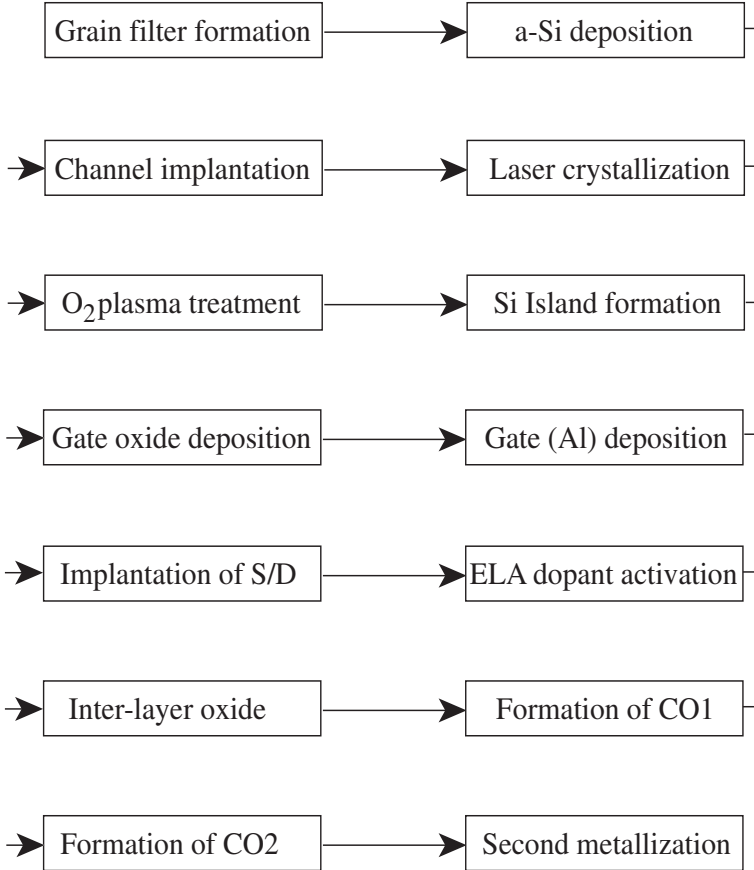 Grain filter formation
a-Si deposition
Channel implantation
Laser crystallization
O₂plasma treatment
Si Island formation
Gate oxide deposition
Gate (Al) deposition
Implantation of S/D
ELA dopant activation
Inter-layer oxide
Formation of CO1
Formation of CO2
Second metallization